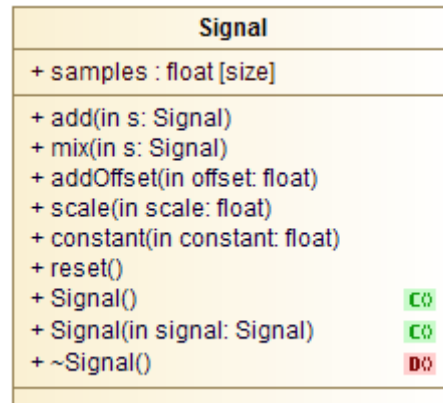 Signal
+ samples : float [size]
+ add(in s: Signal)
+ mix(in s: Signal)
+ addOffset(in offset: float)
+ scale(in scale: float)
+ constant(in constant: float)
+ reset()
+ Signal() C()
+ Signal(in signal: Signal) C()
+ ~Signal() D()